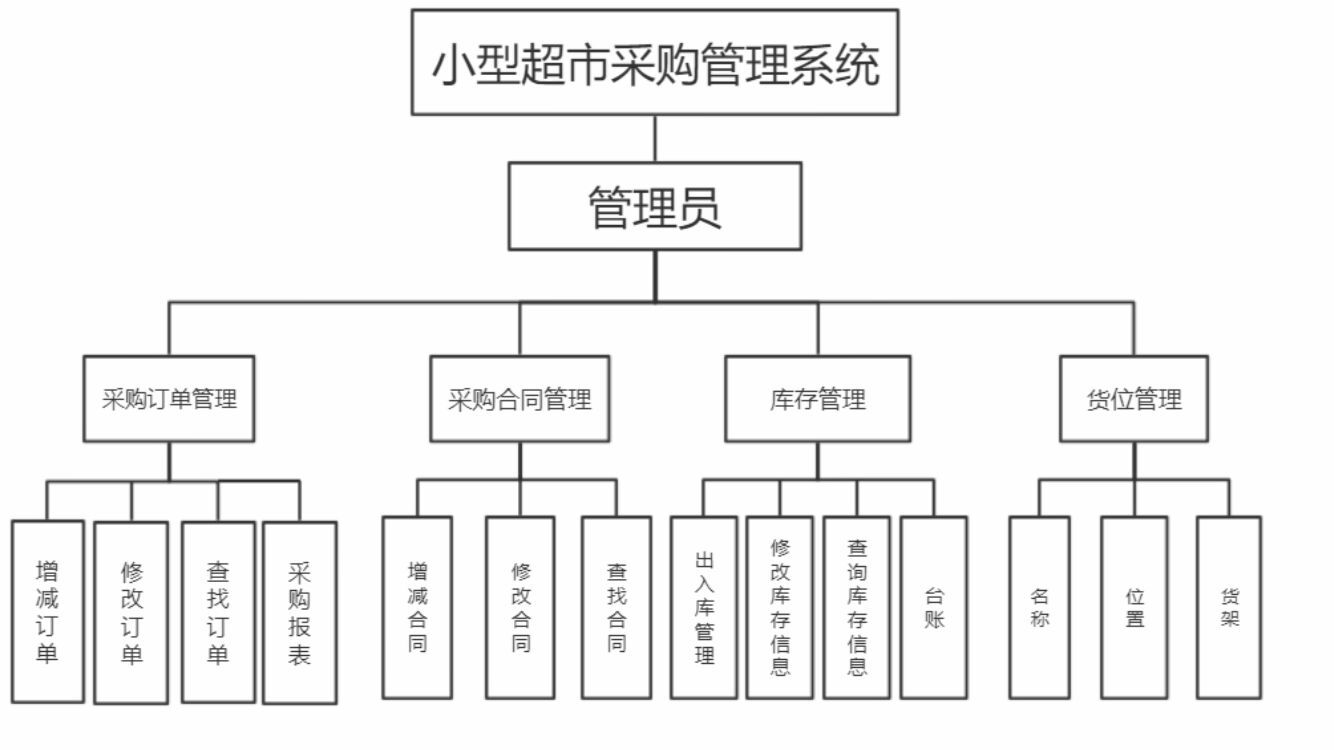 小型超市采购管理系统
管理员
采购订单管理
采购合同管理
库存管理
货位管理
增减订单
修改订单
查找订单
采购报表
增减合同
修改合同
查找合同
出入库管理
修改库存信息
查询库存信息
台账
名称
位置
货架